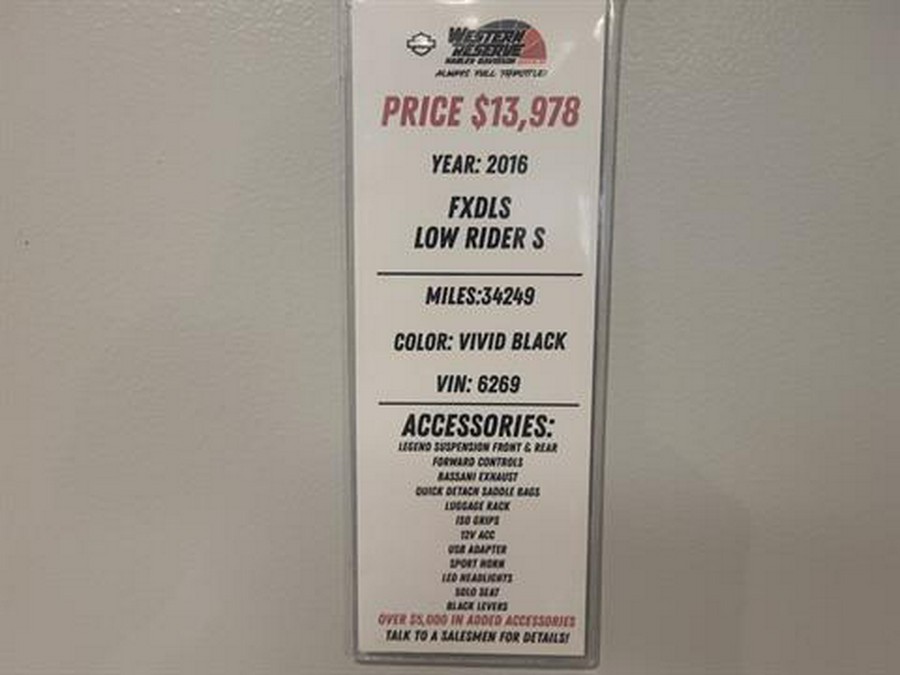 WESTERN
RESERVE
HARLEY-DAVIDSON
ALWAYS FULL THROTTLE!
PRICE $13,978
YEAR: 2016
FXDLS
LOW RIDER S
MILES:34249
COLOR: VIVID BLACK
VIN: 6269
ACCESSORIES:
LEGEND SUSPENSION FRONT & REAR
FORWARD CONTROLS
BASSANI EXHAUST
QUICK DETACH SADDLE BAGS
LUGGAGE RACK
ISO GRIPS
12V ACC
USB ADAPTER
SPORT HORN
LED HEADLIGHTS
SOLO SEAT
BLACK LEVERS
OVER $5,000 IN ADDED ACCESSORIES
TALK TO A SALESMEN FOR DETAILS!